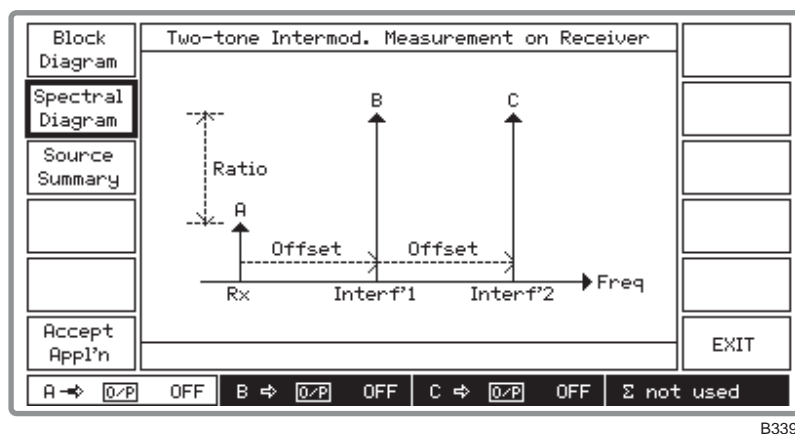 Block
Diagram
Two-tone Intermod. Measurement on Receiver
Spectral
Diagram
Source
Summary
Accept
Appl'n
B
C
Ratio
A
Offset
Offset
Freq
Rx
Interf'1
Interf'2
EXIT
A ➔ O/P OFF
B ⇨ O/P OFF
C ⇨ O/P OFF
Σ not used
B339